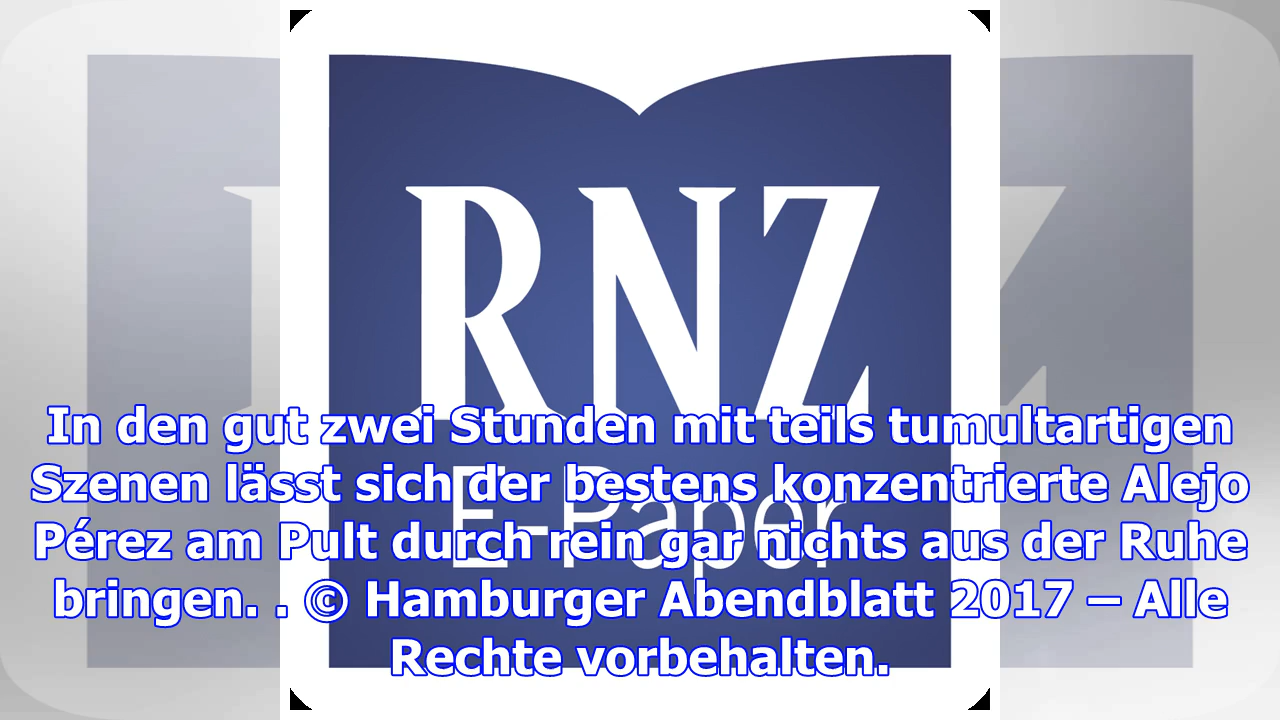 RNZ
E-Paper
In den gut zwei Stunden mit teils tumultartigen
Szenen lässt sich der bestens konzentrierte Alejo
Pérez am Pult durch rein gar nichts aus der Ruhe
bringen. . © Hamburger Abendblatt 2017 – Alle
Rechte vorbehalten.